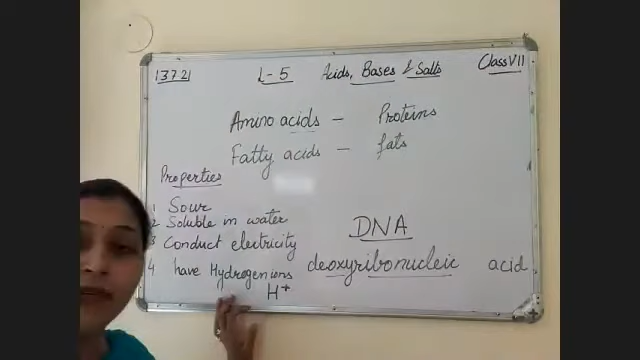 13721 L-5 Acids, Bases & Salts Class VII
Amino acids - Proteins
Fatty acids - fats
Properties
1 Sour
2 Soluble in water
3 Conduct electricity
4 have Hydrogen ions
H+
DNA
deoxyribonucleic acid